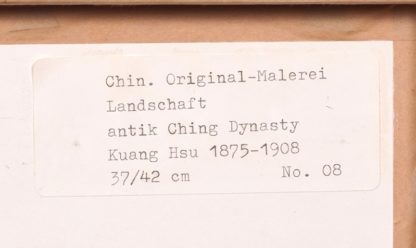 Chin. Original-Malerei
Landschaft
antik Ching Dynasty
Kuang Hsu 1875-1908
37/42 cm No. 08